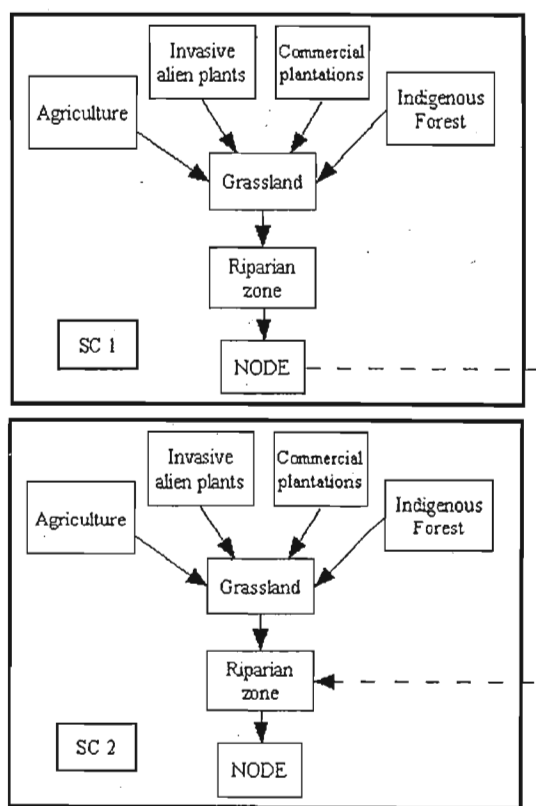 Invasive
alien plants
Commercial
plantations
Agriculture
Indigenous
Forest
Grassland
Riparian
zone
SC 1
NODE
Invasive
alien plants
Commercial
plantations
Agriculture
Indigenous
Forest
Grassland
Riparian
zone
SC 2
NODE